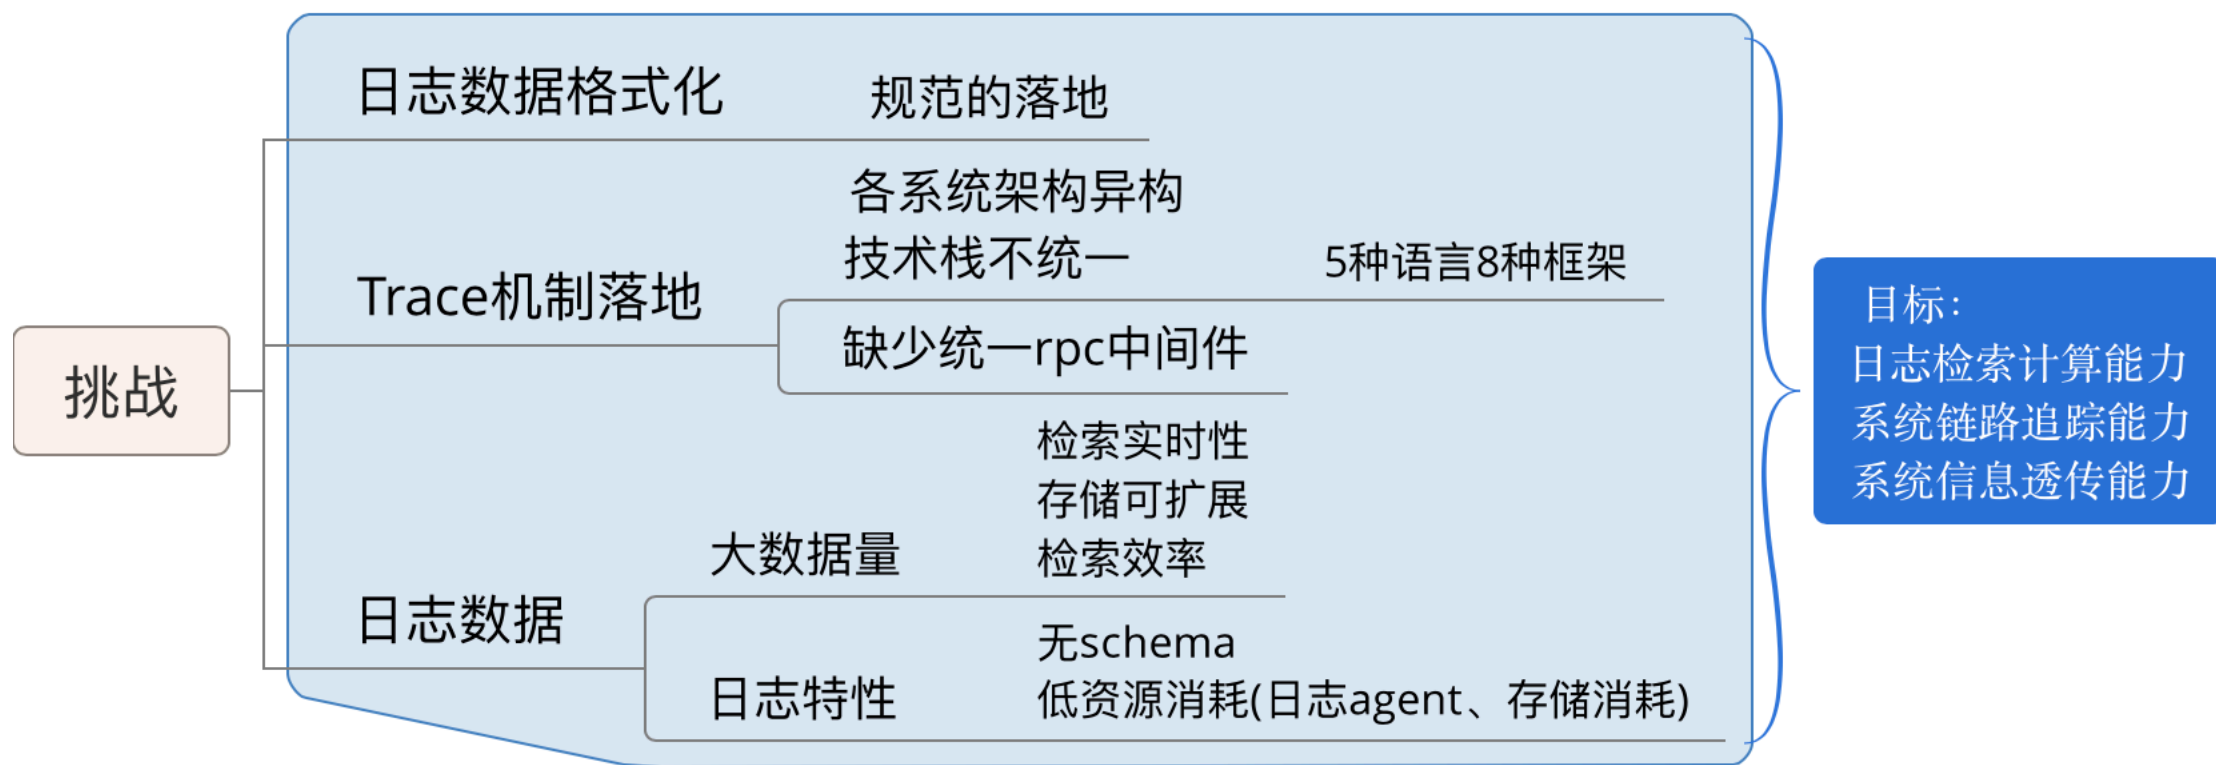 挑战
日志数据格式化
规范的落地
Trace机制落地
各系统架构异构
技术栈不统一
5种语言8种框架
缺少统一rpc中间件
日志数据
大数据量
检索实时性
存储可扩展
检索效率
日志特性
无schema
低资源消耗(日志agent、存储消耗)
目标：
日志检索计算能力
系统链路追踪能力
系统信息透传能力